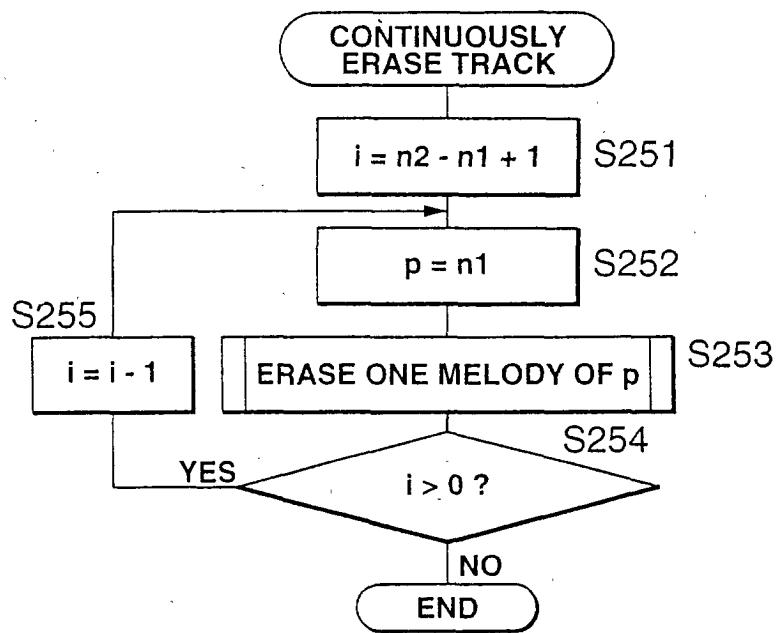 CONTINUOUSLY
ERASE TRACK
i = n2 - n1 + 1
S251
p = n1
S252
S255
i = i - 1
ERASE ONE MELODY OF p
S253
S254
YES
i > 0 ?
NO
END